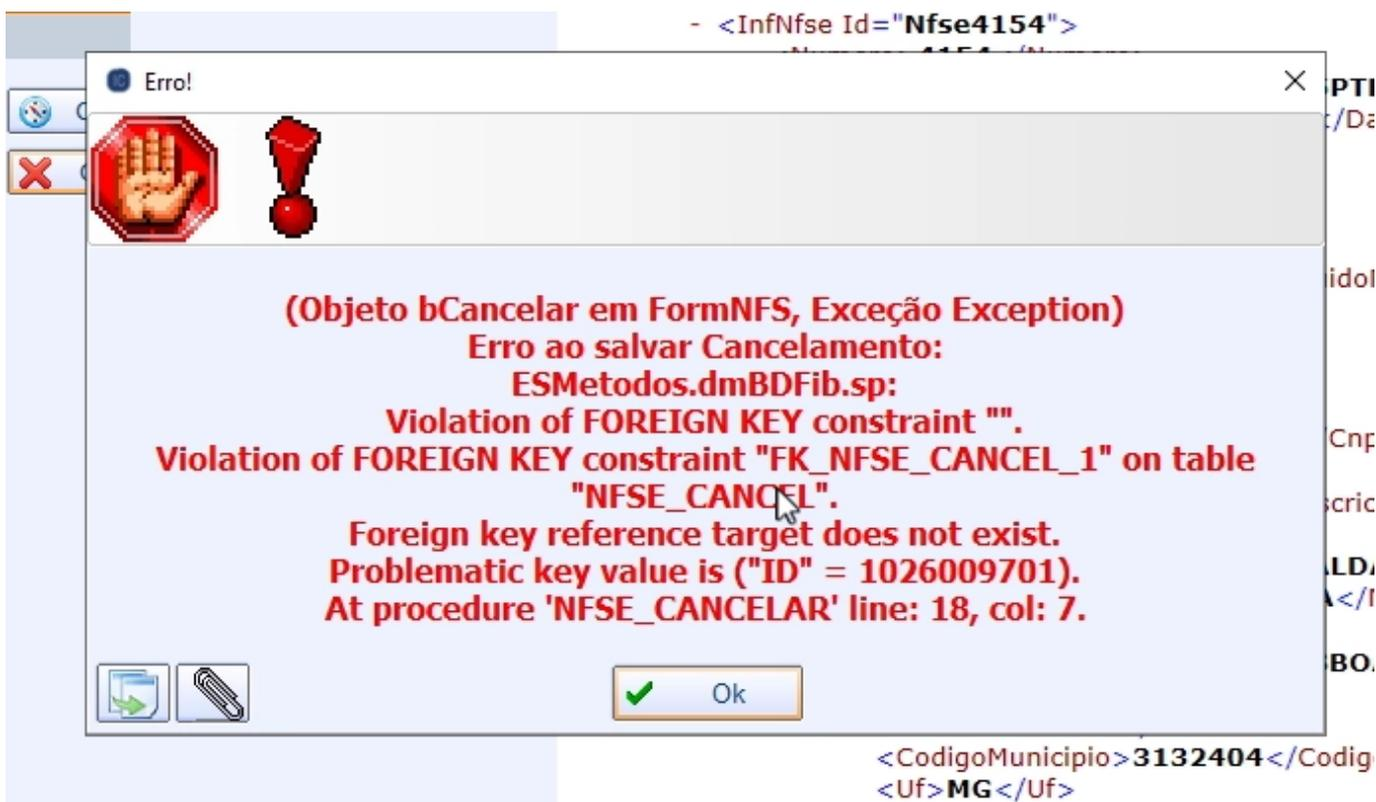 - <InfNfse Id="Nfse4154">
Erro!
(Objeto bCancelar em FormNFS, Exceção Exception)
Erro ao salvar Cancelamento:
ESMetodos.dmBDFib.sp:
Violation of FOREIGN KEY constraint "".
Violation of FOREIGN KEY constraint "FK_NFSE_CANCEL_1" on table
"NFSE_CANCEL".
Foreign key reference target does not exist.
Problematic key value is ("ID" = 1026009701).
At procedure 'NFSE_CANCELAR' line: 18, col: 7.
Ok
<CodigoMunicipio>3132404</Codig
<Uf>MG</Uf>